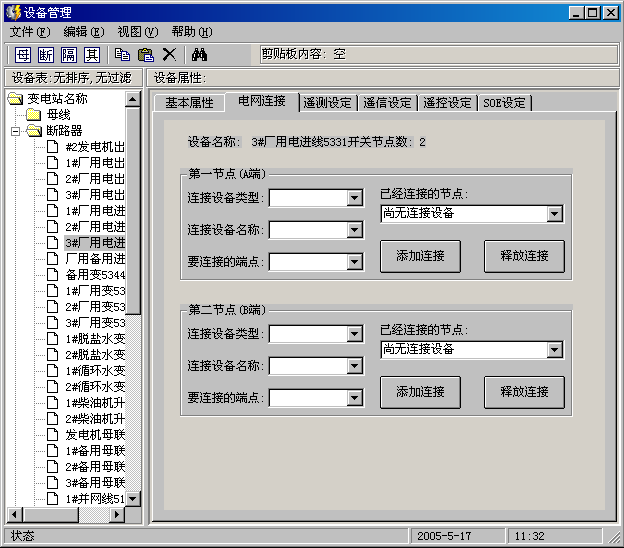 设备管理
文件(F) 编辑(E) 视图(V) 帮助(H)
母 断 隔 其 剪贴板内容: 空
设备表:无排序,无过滤
设备属性:
变电站名称
母线
断路器
#2发电机出
1#厂用电出
2#厂用电出
3#厂用电出
1#厂用电进
2#厂用电进
3#厂用电进
厂用备用进
备用变5344
1#厂用变53
2#厂用变53
3#厂用变53
1#脱盐水变
2#脱盐水变
1#循环水变
2#循环水变
1#柴油机升
2#柴油机升
发电机母联
1#备用母联
2#备用母联
3#备用母联
1#并网线51
基本属性 电网连接 遥测设定 遥信设定 遥控设定 SOE设定
设备名称: 3#厂用电进线5331开关节点数: 2
第一节点(A端)
连接设备类型:
已经连接的节点:
尚无连接设备
连接设备名称:
要连接的端点:
添加连接 释放连接
第二节点(B端)
连接设备类型:
已经连接的节点:
尚无连接设备
连接设备名称:
要连接的端点:
添加连接 释放连接
状态 2005-5-17 11:32